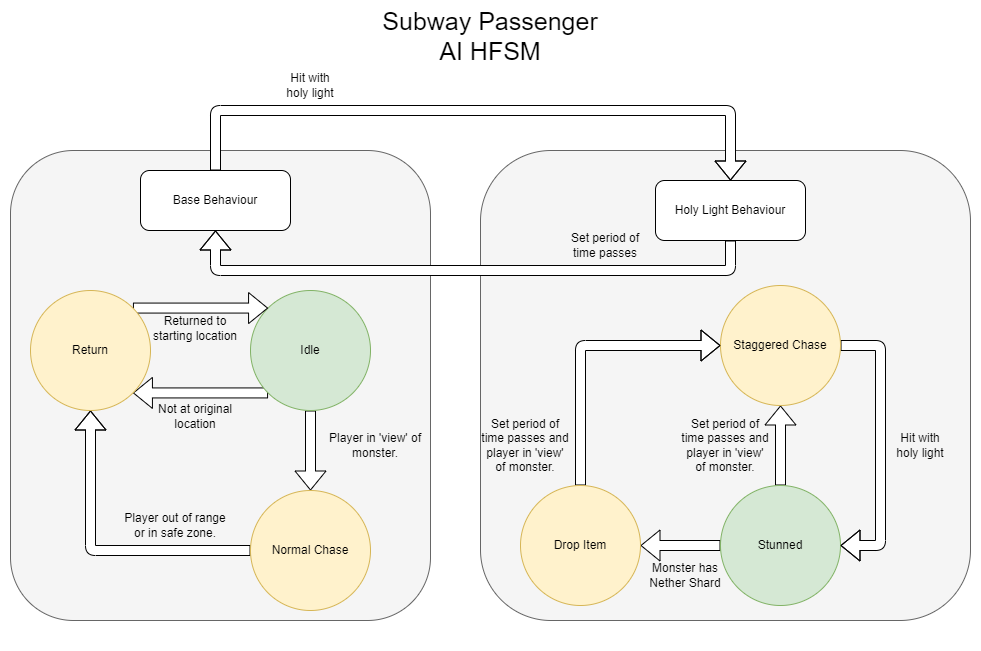 Subway Passenger
AI HFSM
Hit with
holy light
Base Behaviour
Holy Light Behaviour
Set period of
time passes
Return
Returned to
starting location
Idle
Not at original
location
Player in 'view' of
monster.
Player out of range
or in safe zone.
Normal Chase
Staggered Chase
Set period of
time passes and
player in 'view'
of monster.
Set period of
time passes and
player in 'view'
of monster.
Hit with
holy light
Drop Item
Stunned
Monster has
Nether Shard